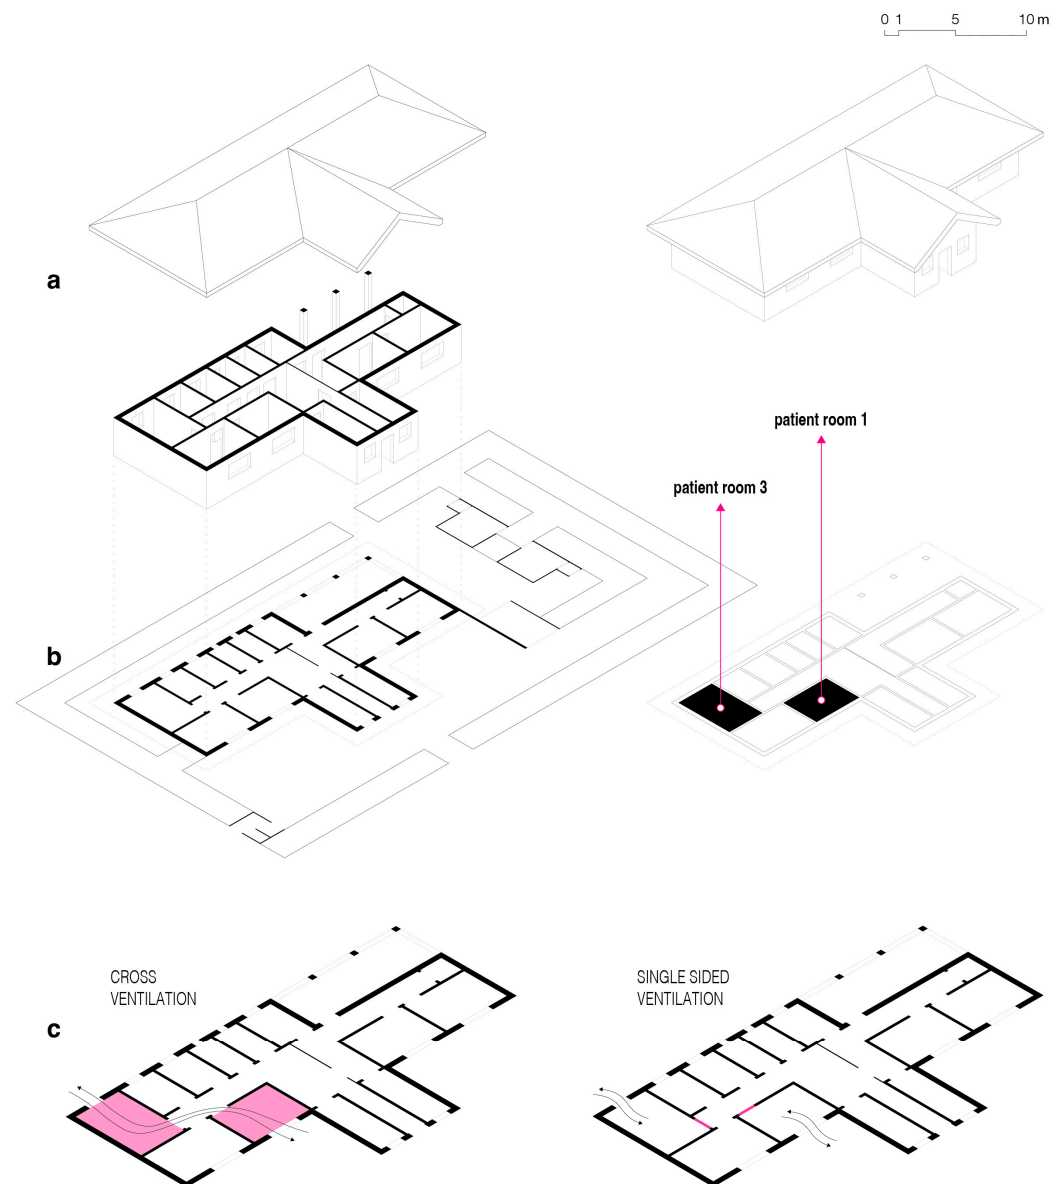 0 1 5 10 m
a
patient room 1
patient room 3
b
CROSS
VENTILATION
SINGLE SIDED
VENTILATION
c